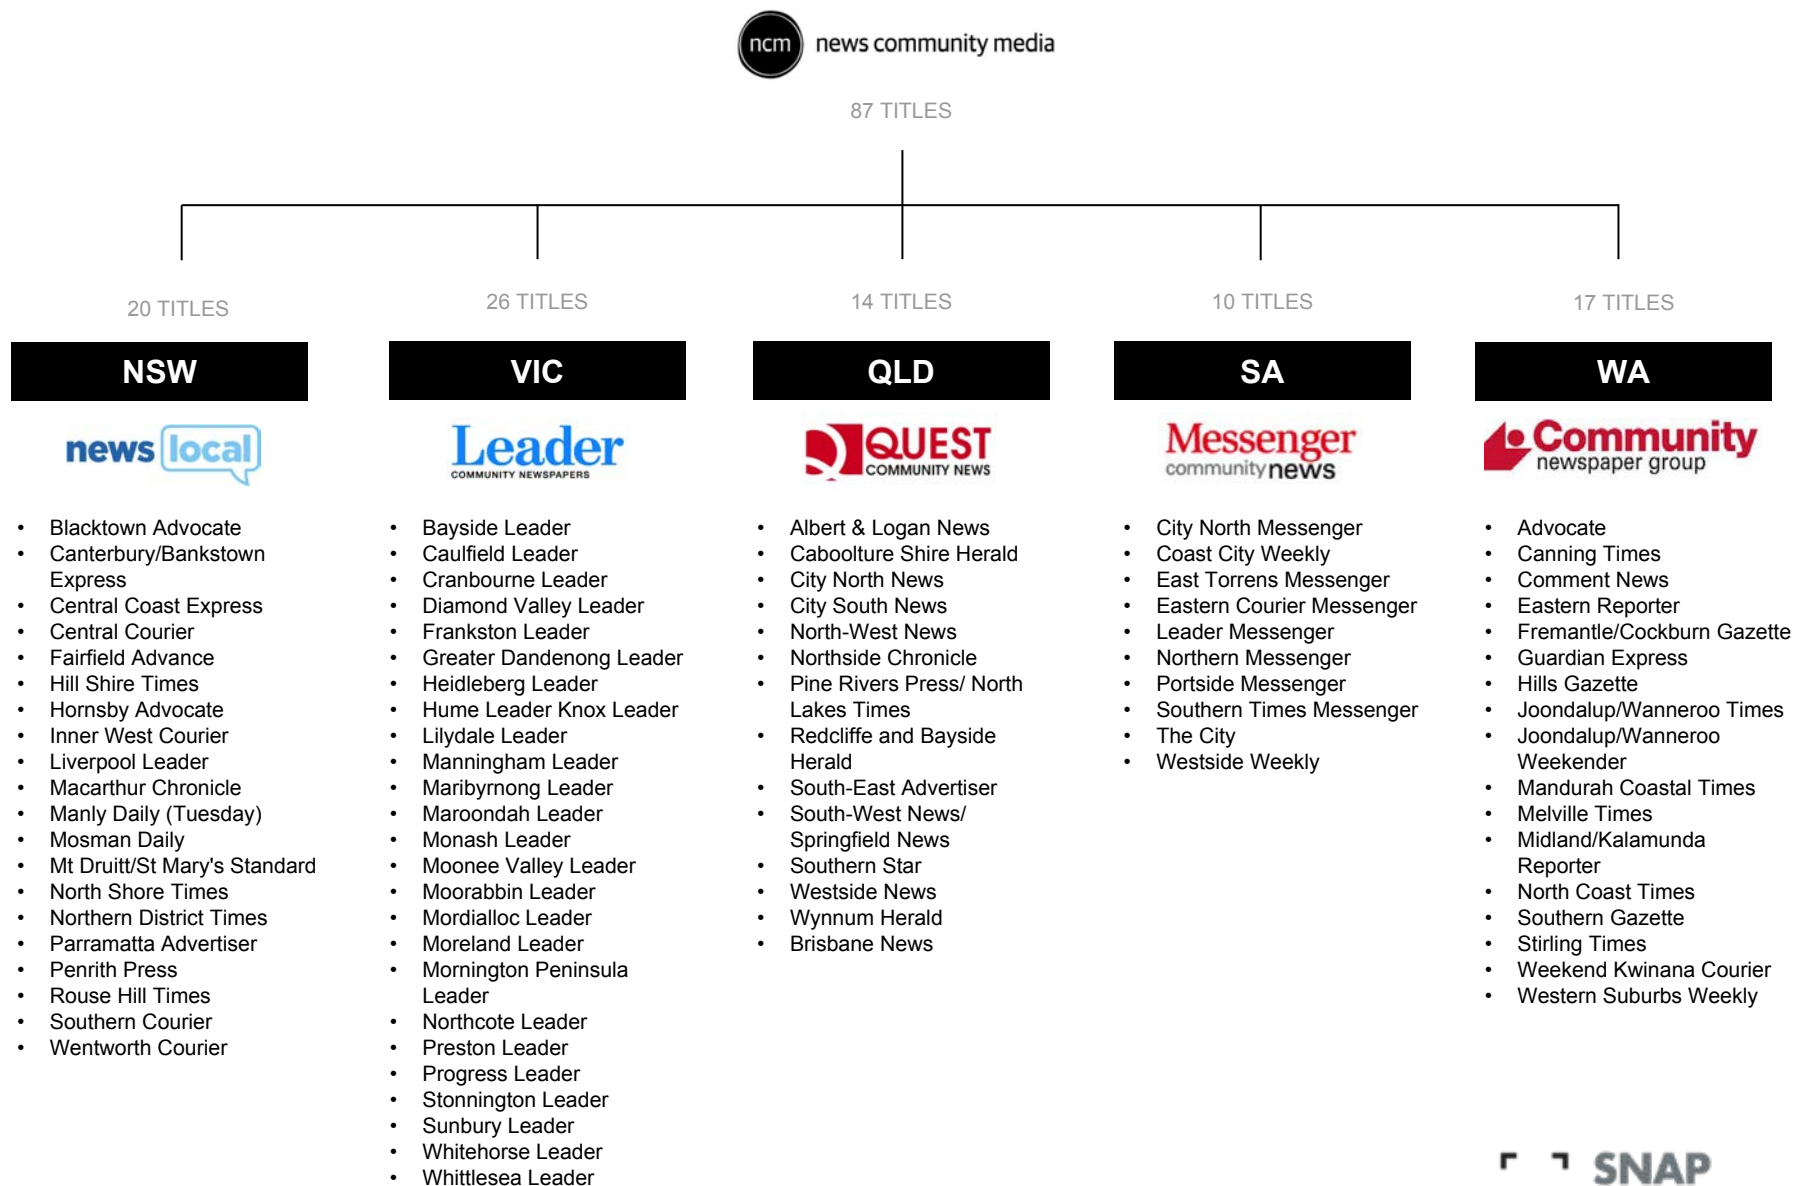 ncm news community media
87 TITLES
20 TITLES
NSW
news local
• Blacktown Advocate
• Canterbury/Bankstown
Express
• Central Coast Express
• Central Courier
• Fairfield Advance
• Hill Shire Times
• Hornsby Advocate
• Inner West Courier
• Liverpool Leader
• Macarthur Chronicle
• Manly Daily (Tuesday)
• Mosman Daily
• Mt Druitt/St Mary's Standard
• North Shore Times
• Northern District Times
• Parramatta Advertiser
• Penrith Press
• Rouse Hill Times
• Southern Courier
• Wentworth Courier
26 TITLES
VIC
Leader
COMMUNITY NEWSPAPERS
• Bayside Leader
• Caulfield Leader
• Cranbourne Leader
• Diamond Valley Leader
• Frankston Leader
• Greater Dandenong Leader
• Heidleberg Leader
• Hume Leader Knox Leader
• Lilydale Leader
• Manningham Leader
• Maribyrnong Leader
• Maroondah Leader
• Monash Leader
• Moonee Valley Leader
• Moorabbin Leader
• Mordialloc Leader
• Moreland Leader
• Mornington Peninsula
Leader
• Northcote Leader
• Preston Leader
• Progress Leader
• Stonnington Leader
• Sunbury Leader
• Whitehorse Leader
• Whittlesea Leader
14 TITLES
QLD
QUEST
COMMUNITY NEWS
• Albert & Logan News
• Caboolture Shire Herald
• City North News
• City South News
• North-West News
• Northside Chronicle
• Pine Rivers Press/ North
Lakes Times
• Redcliffe and Bayside
Herald
• South-East Advertiser
• South-West News/
Springfield News
• Southern Star
• Westside News
• Wynnum Herald
• Brisbane News
10 TITLES
SA
Messenger
community news
• City North Messenger
• Coast City Weekly
• East Torrens Messenger
• Eastern Courier Messenger
• Leader Messenger
• Northern Messenger
• Portside Messenger
• Southern Times Messenger
• The City
• Westside Weekly
17 TITLES
WA
Community
newspaper group
• Advocate
• Canning Times
• Comment News
• Eastern Reporter
• Fremantle/Cockburn Gazette
• Guardian Express
• Hills Gazette
• Joondalup/Wanneroo Times
• Joondalup/Wanneroo
Weekender
• Mandurah Coastal Times
• Melville Times
• Midland/Kalamunda
Reporter
• North Coast Times
• Southern Gazette
• Stirling Times
• Weekend Kwinana Courier
• Western Suburbs Weekly
SNAP